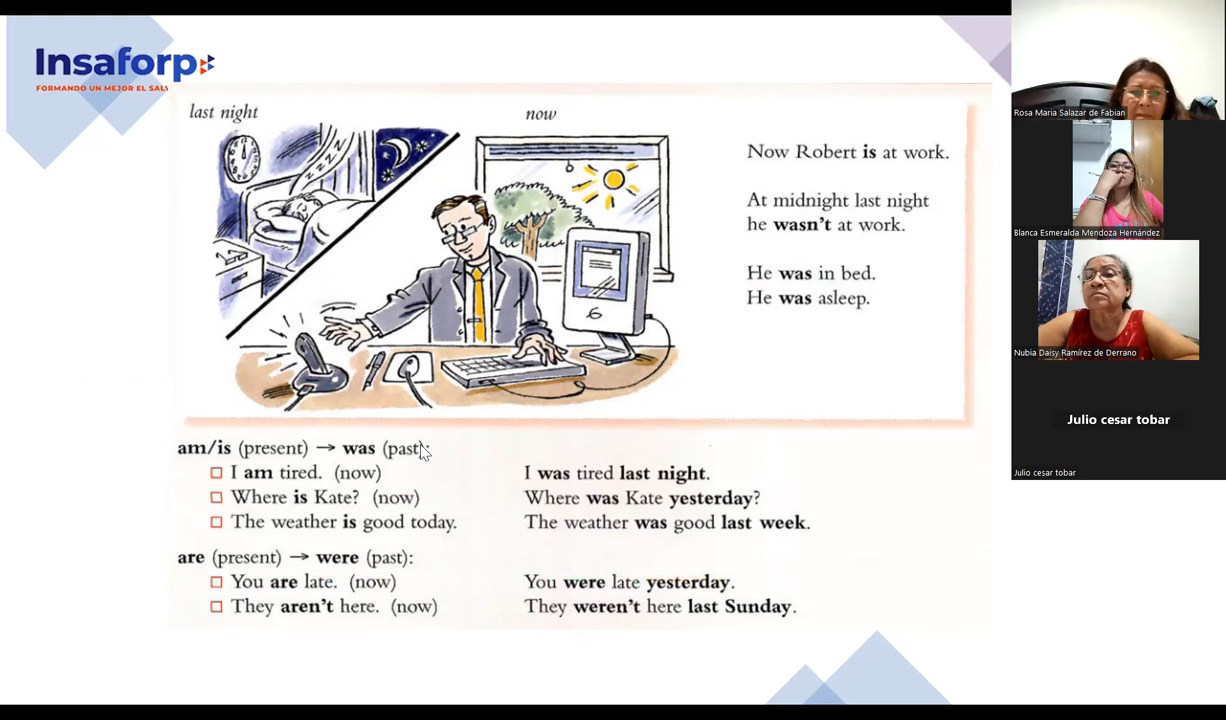 Insaforp
FORMANDO UN MEJOR EL SALV
last night
now
Now Robert is at work.
At midnight last night
he wasn't at work.
He was in bed.
He was asleep.
am/is (present) → was (past):
I am tired. (now)
I was tired last night.
Where is Kate? (now)
Where was Kate yesterday?
The weather is good today.
The weather was good last week.
are (present) → were (past):
You are late. (now)
You were late yesterday.
They aren't here. (now)
They weren't here last Sunday.
Rosa Maria Salazar de Fabian
Blanca Esmeralda Mendoza Hernández
Nubia Daisy Ramírez de Derrano
Julio cesar tobar
Julio cesar tobar